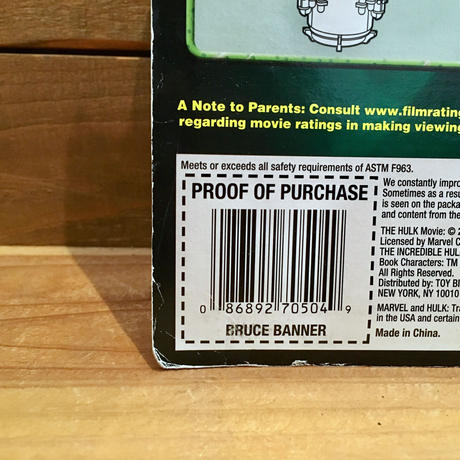 A Note to Parents: Consult www.filmrating
regarding movie ratings in making viewing
Meets or exceeds all safety requirements of ASTM F963.
PROOF OF PURCHASE
0 86892 70504 9
BRUCE BANNER
We constantly impro
Sometimes as a resu
is seen on the packa
and content from the
THE HULK Movie: © 2
Licensed by Marvel C
THE INCREDIBLE HUL
Book Characters: TM
All Rights Reserved.
Distributed by: TOY BI
NEW YORK, NY 10010
MARVEL and HULK: Tra
in the USA and certain
Made in China.